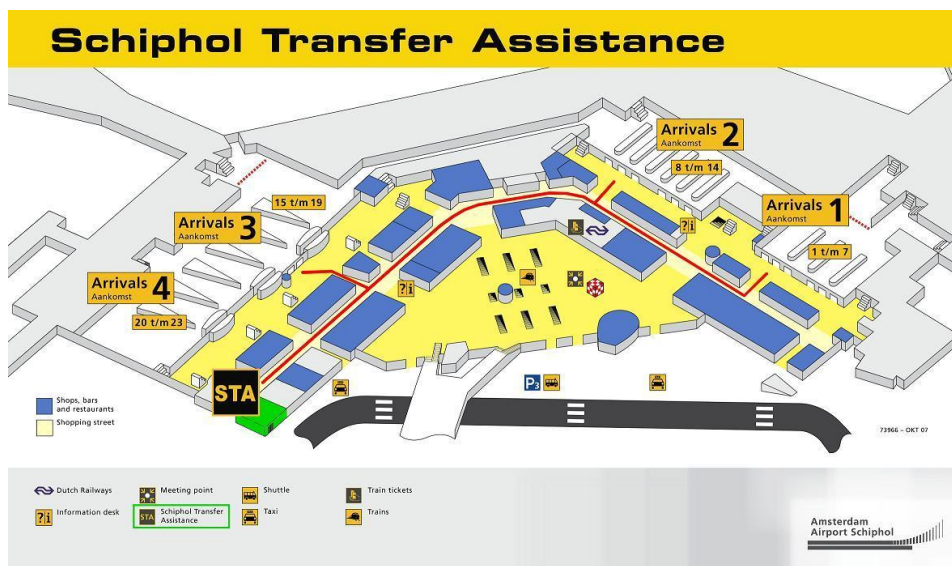 Schiphol Transfer Assistance
Arrivals 2
Aankomst
8 t/m 14
Arrivals 1
Aankomst
1 t/m 7
15 t/m 19
Arrivals 3
Aankomst
Arrivals 4
Aankomst
20 t/m 23
?i
?i
STA
P3
Shops, bars
and restaurants
Shopping street
73966 – OKT 07
Dutch Railways
Meeting point
Shuttle
Train tickets
?i Information desk
STA Schiphol Transfer
Assistance
Taxi
Trains
Amsterdam
Airport Schiphol